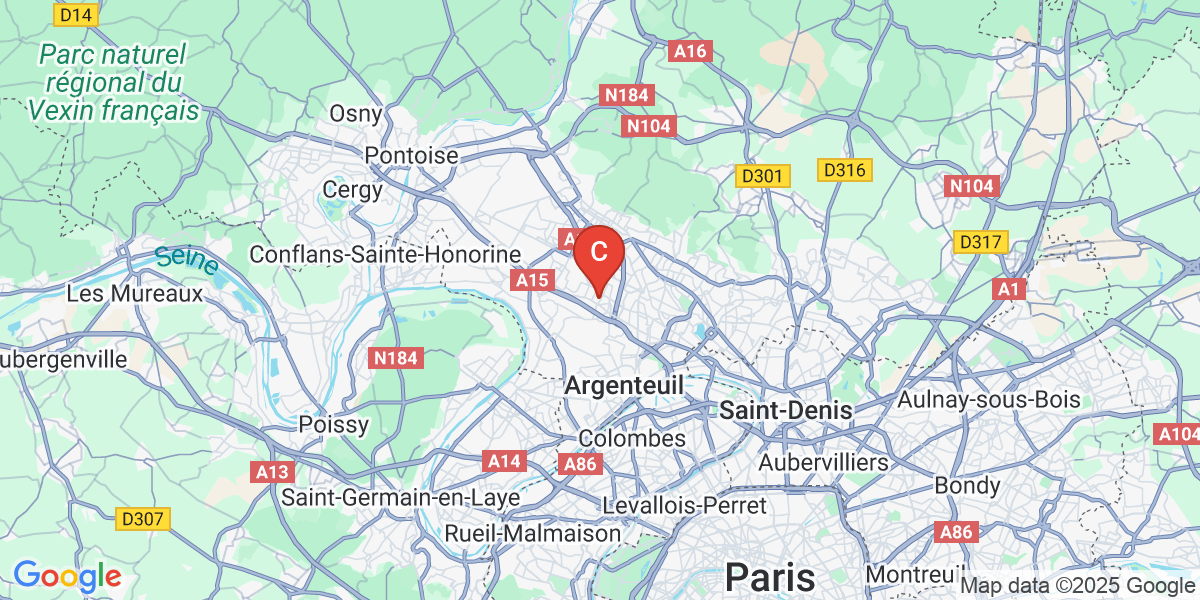 D14
Parc naturel
régional du
Vexin français
A16
N184
N104
Osny
Pontoise
D301
D316
Cergy
N104
D317
Conflans-Sainte-Honorine
C
Seine
A15
A1
Les Mureaux
ubergenville
N184
Argenteuil
Saint-Denis
Aulnay-sous-Bois
Poissy
Colombes
A104
A13
A14
A86
Aubervilliers
Saint-Germain-en-Laye
Bondy
Levallois-Perret
D307
Rueil-Malmaison
A86
Paris
Montreuil
Google
Map data ©2025 Google